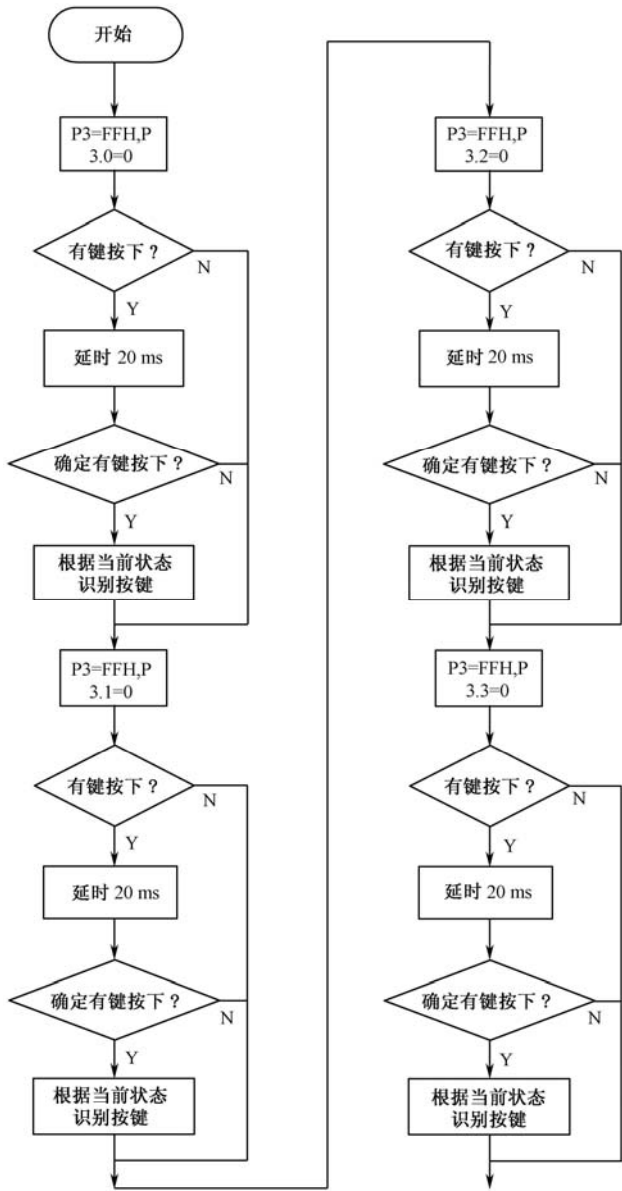 开始
P3=FFH,P
3.0=0
有键按下？
N
Y
延时 20 ms
确定有键按下？
N
Y
根据当前状态
识别按键
P3=FFH,P
3.1=0
有键按下？
N
Y
延时 20 ms
确定有键按下？
N
Y
根据当前状态
识别按键
P3=FFH,P
3.2=0
有键按下？
N
Y
延时 20 ms
确定有键按下？
N
Y
根据当前状态
识别按键
P3=FFH,P
3.3=0
有键按下？
N
Y
延时 20 ms
确定有键按下？
N
Y
根据当前状态
识别按键